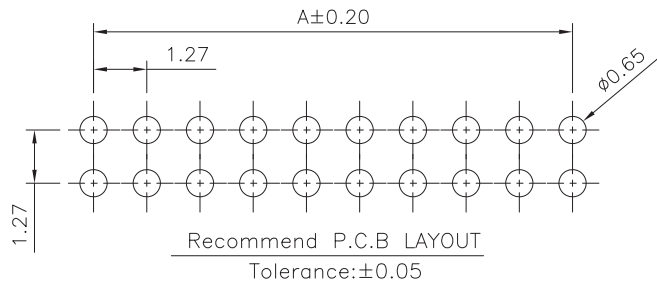 A±0.20
1.27
ø0.65
1.27
Recommend P.C.B LAYOUT
Tolerance:±0.05